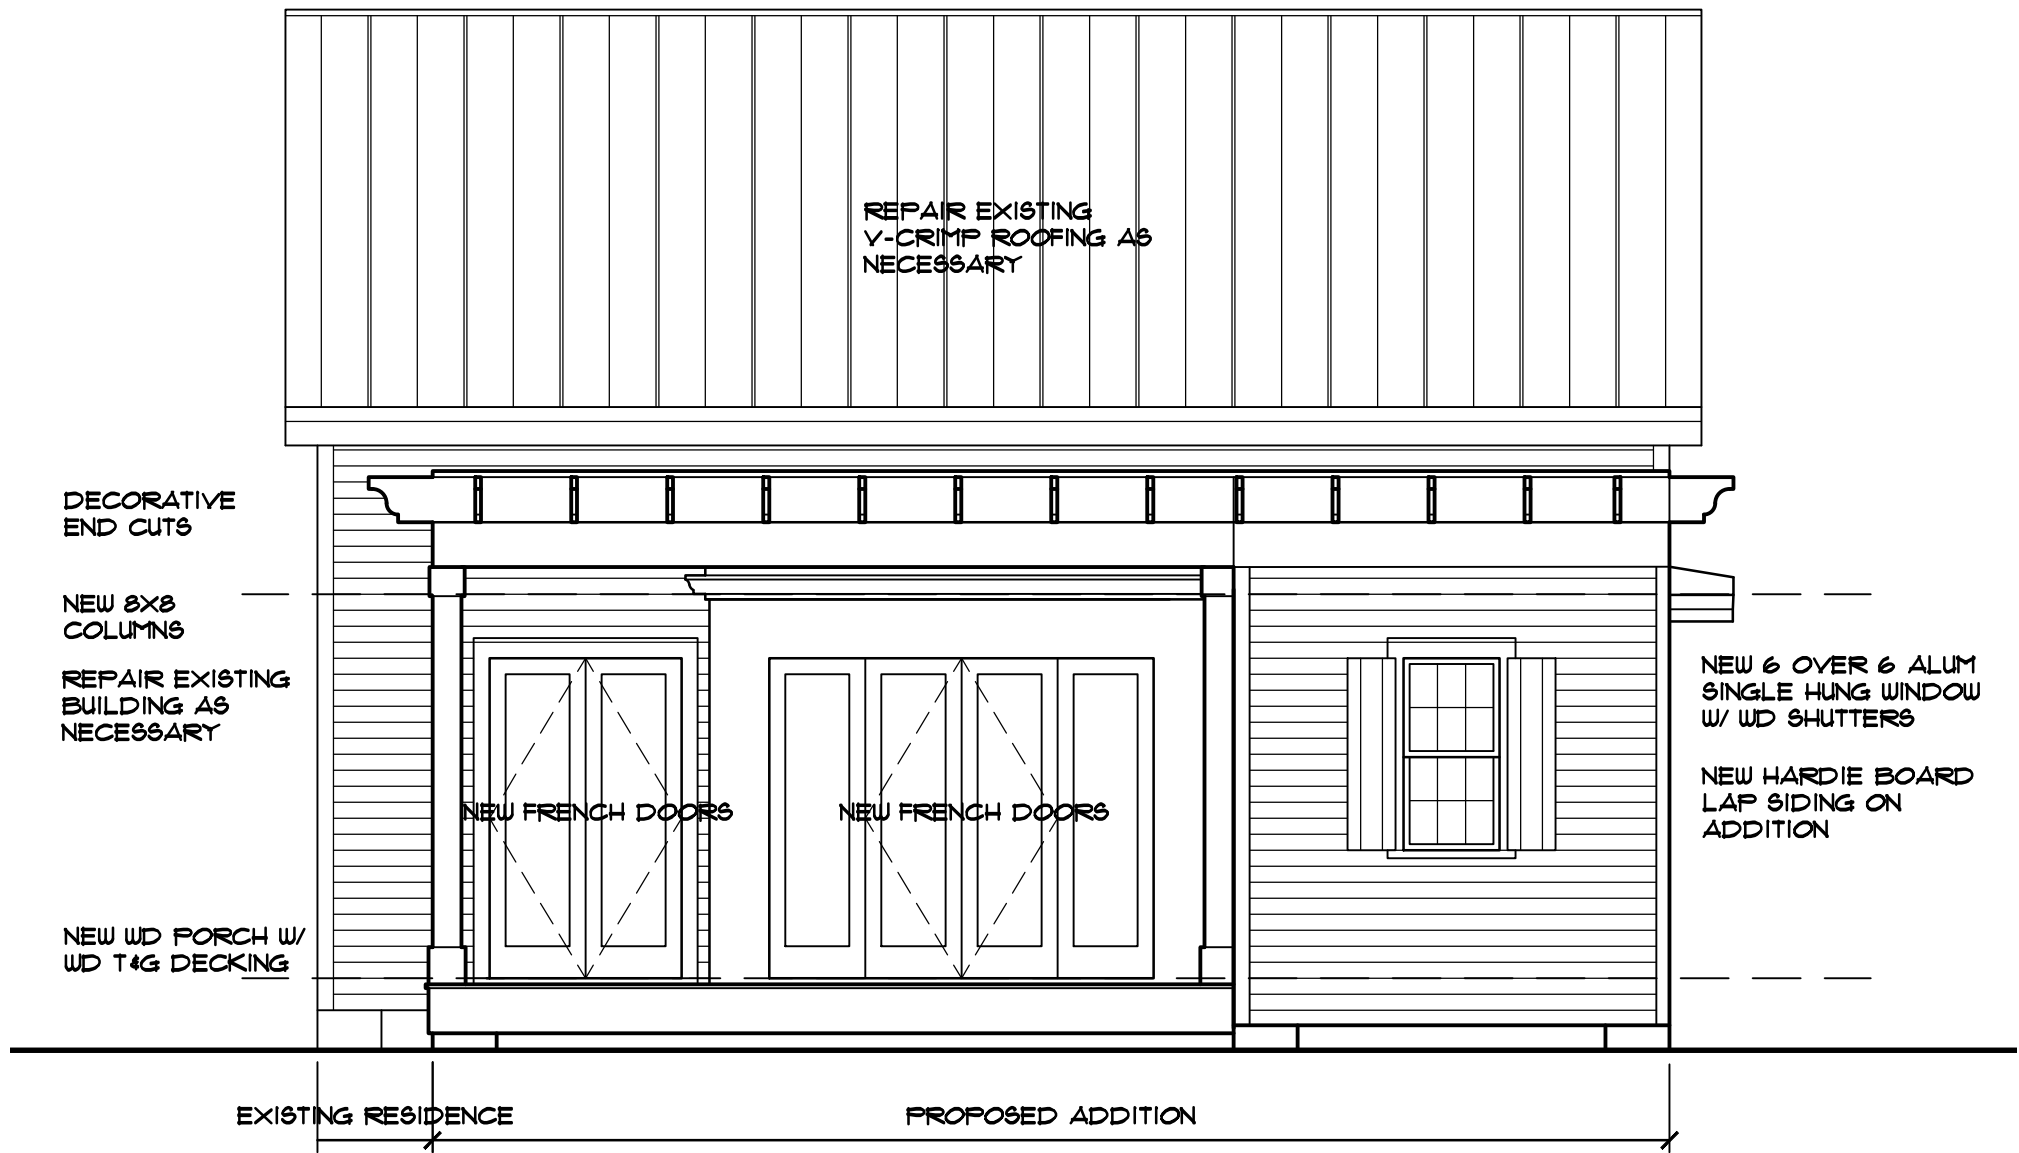 REPAIR EXISTING
V-CRIMP ROOFING AS
NECESSARY
DECORATIVE
END CUTS
NEW 8X8
COLUMNS
REPAIR EXISTING
BUILDING AS
NECESSARY
NEW 6 OVER 6 ALUM
SINGLE HUNG WINDOW
W/ WD SHUTTERS
NEW HARDIE BOARD
LAP SIDING ON
ADDITION
NEW FRENCH DOORS
NEW FRENCH DOORS
NEW WD PORCH W/
WD T&G DECKING
EXISTING RESIDENCE
PROPOSED ADDITION